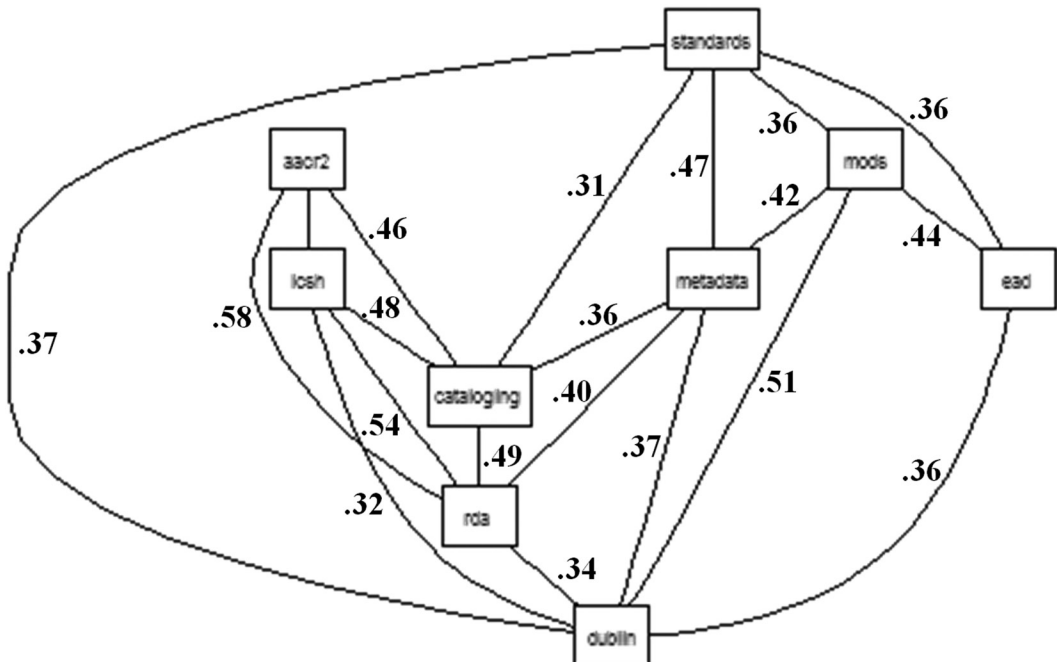 standards
.36
.36
aacr2
mods
.47
.31
.42
.46
.44
lcsh
metadata
ead
.48
.36
.58
.37
cataloging
.40
.51
.54
.37
.49
.36
.32
rda
.34
dublin